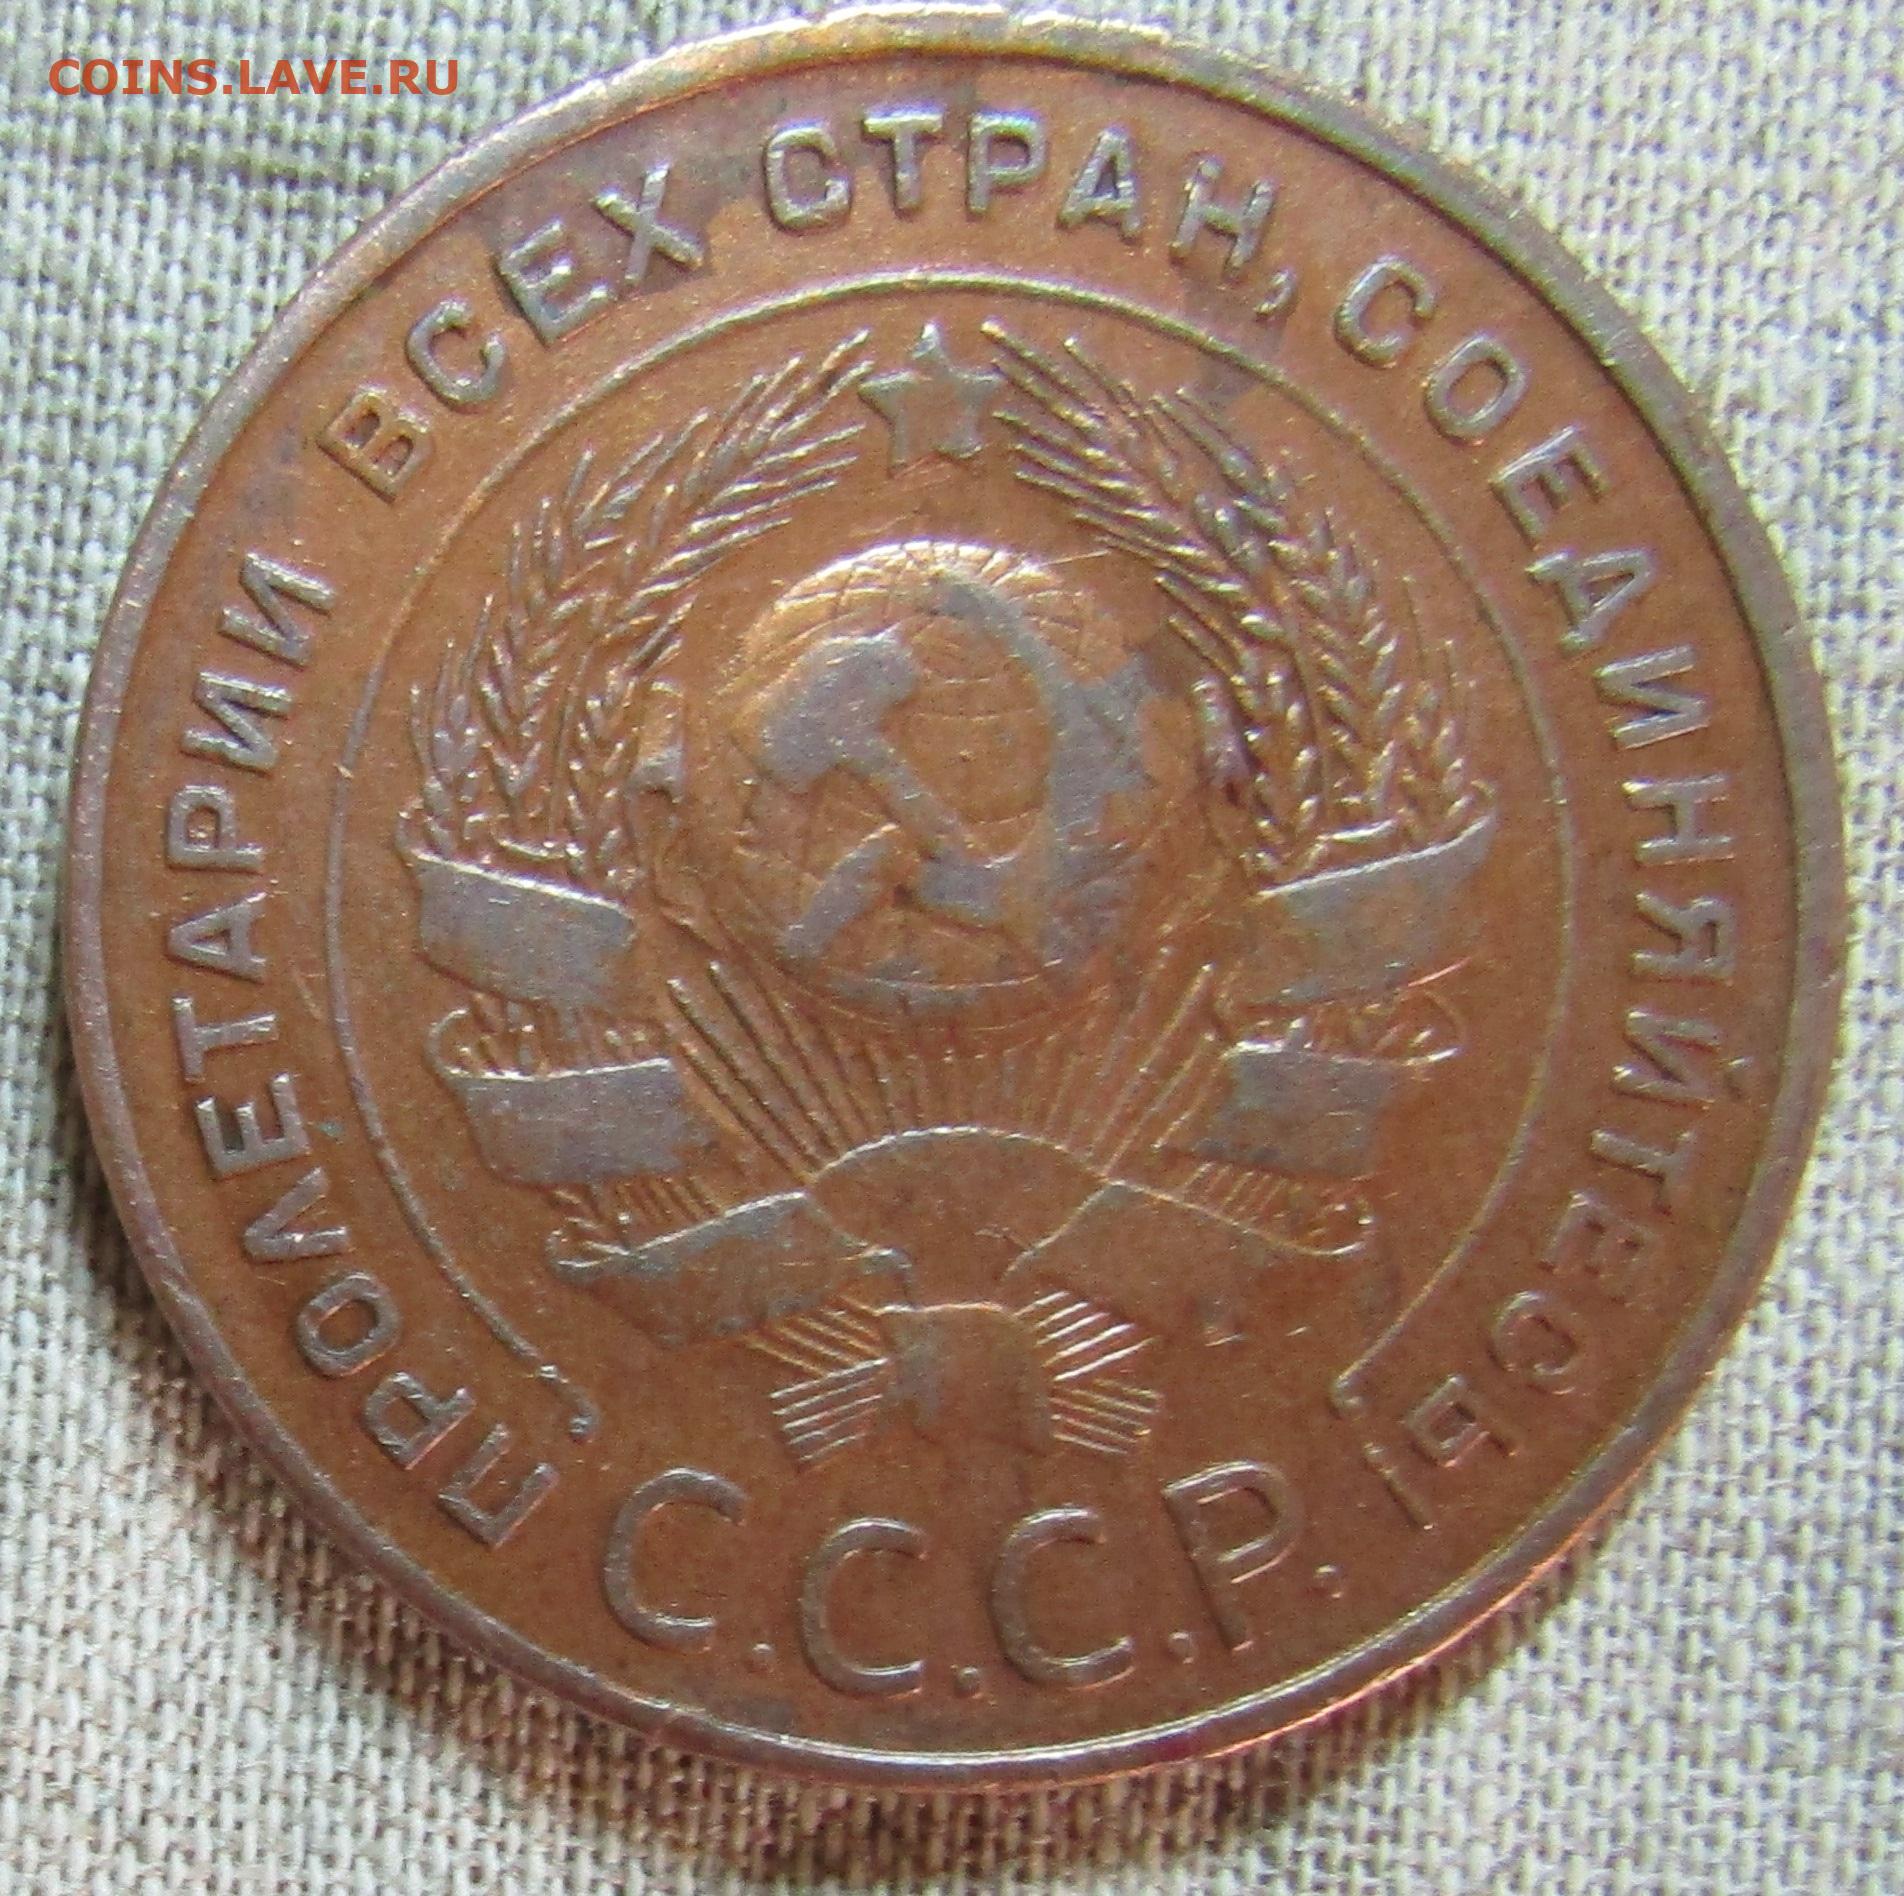 COINS.LAVE.RU
ПРОЛЕТАРИИ ВСЕХ СТРАН, СОЕДИНЯЙТЕСЬ!
С.С.С.Р.